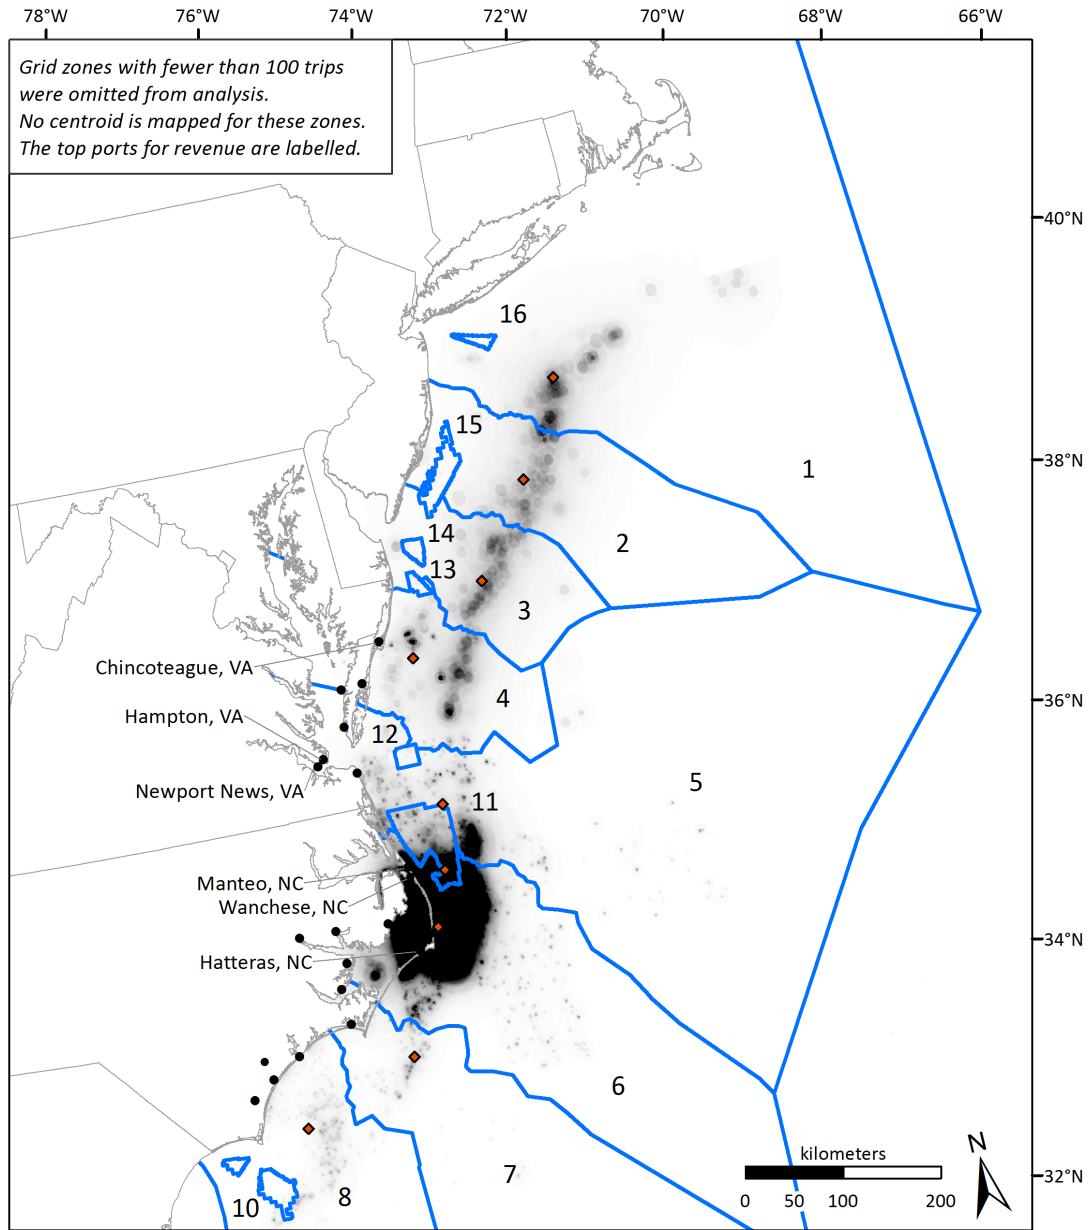 78°W 76°W 74°W 72°W 70°W 68°W 66°W
Grid zones with fewer than 100 trips
were omitted from analysis.
No centroid is mapped for these zones.
The top ports for revenue are labelled.
40°N
16
15
38°N
1
14
2
13
3
Chincoteague, VA
4
36°N
Hampton, VA
12
5
Newport News, VA
11
Manteo, NC
Wanchese, NC
34°N
Hatteras, NC
6
N
kilometers
7
32°N
8
0 50 100 200
10